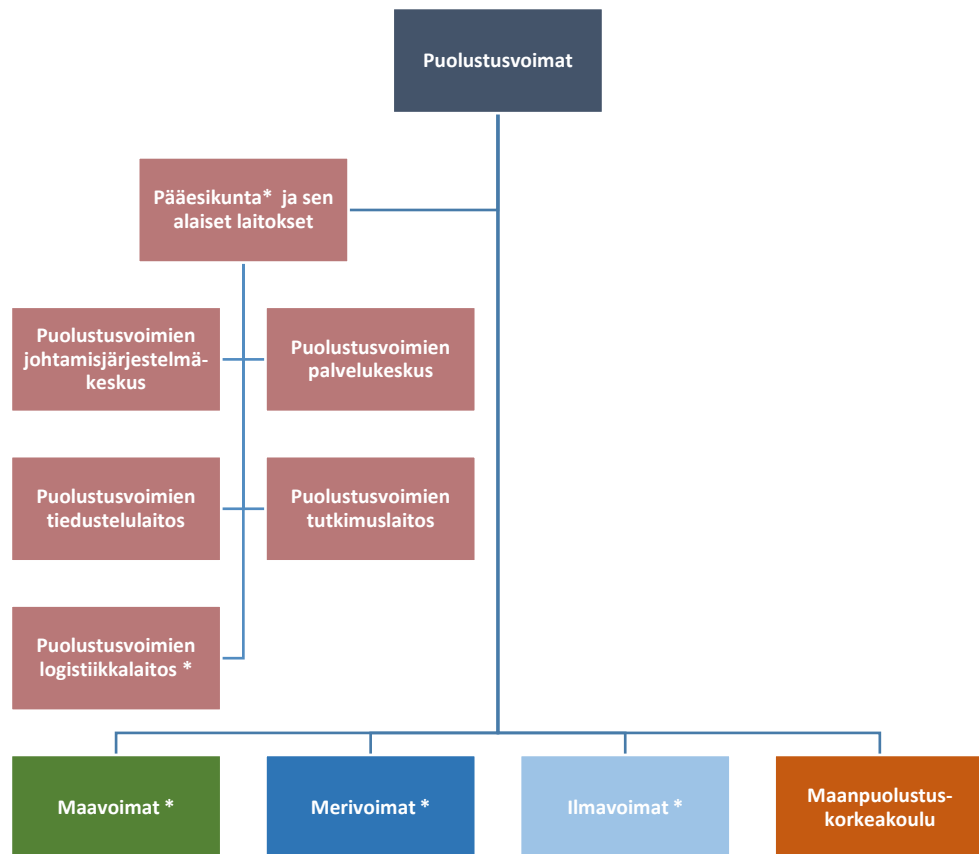 Puolustusvoimat
Pääesikunta* ja sen
alaiset laitokset
Puolustusvoimien
johtamisjärjestelmä-
keskus
Puolustusvoimien
palvelukeskus
Puolustusvoimien
tiedustelulaitos
Puolustusvoimien
tutkimuslaitos
Puolustusvoimien
logistiikkalaitos *
Maavoimat *
Merivoimat *
Ilmavoimat *
Maanpuolustus-
korkeakoulu